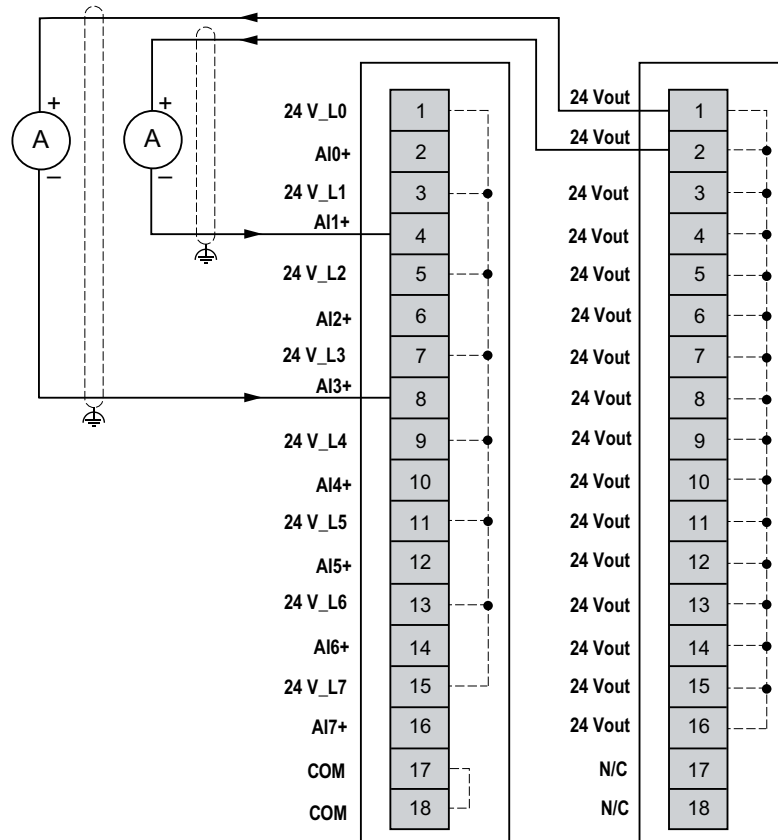 +
A
–
+
A
–
24 V_L0 1
AI0+ 2
24 V_L1 3
AI1+ 4
24 V_L2 5
AI2+ 6
24 V_L3 7
AI3+ 8
24 V_L4 9
AI4+ 10
24 V_L5 11
AI5+ 12
24 V_L6 13
AI6+ 14
24 V_L7 15
AI7+ 16
COM 17
COM 18
24 Vout 1
24 Vout 2
24 Vout 3
24 Vout 4
24 Vout 5
24 Vout 6
24 Vout 7
24 Vout 8
24 Vout 9
24 Vout 10
24 Vout 11
24 Vout 12
24 Vout 13
24 Vout 14
24 Vout 15
24 Vout 16
N/C 17
N/C 18